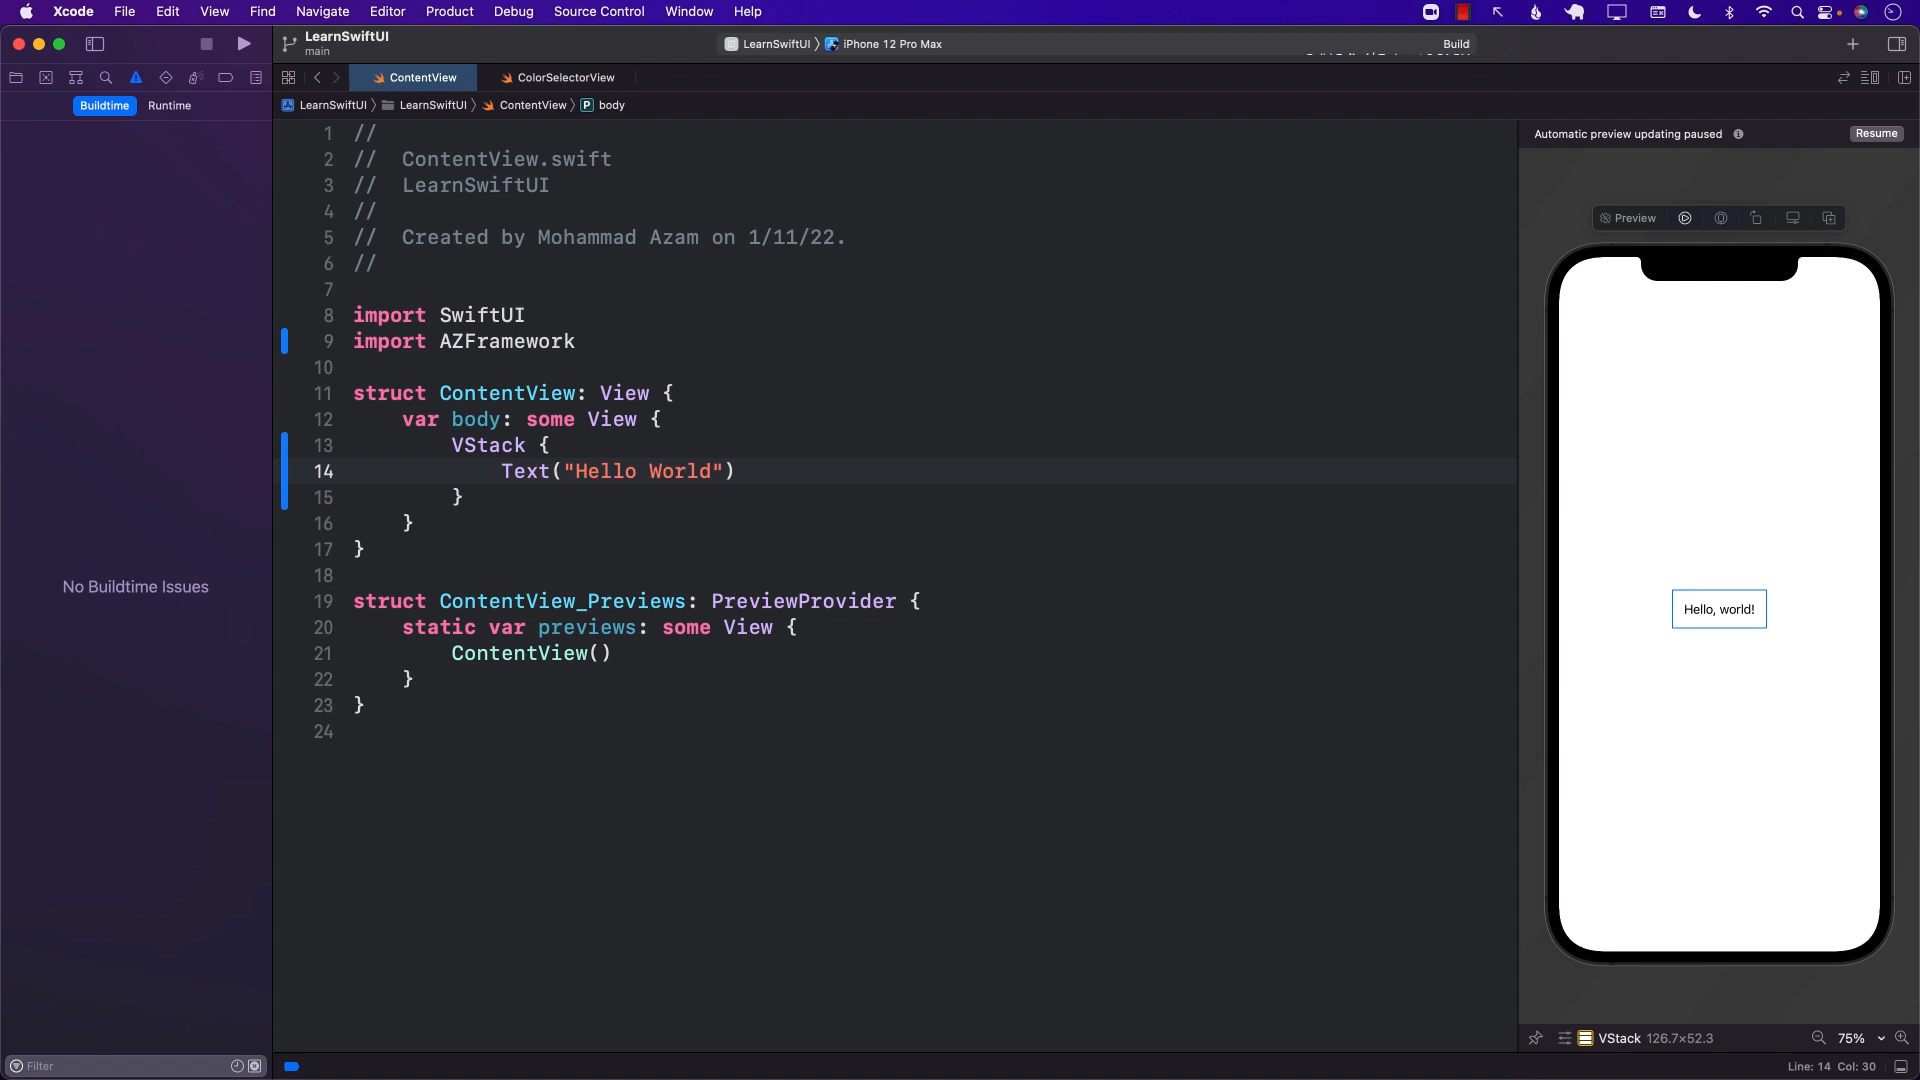 Xcode File Edit View Find Navigate Editor Product Debug Source Control Window Help
LearnSwiftUI
main
LearnSwiftUI iPhone 12 Pro Max Build
ContentView ColorSelectorView
Buildtime Runtime
LearnSwiftUI LearnSwiftUI ContentView P body
1 //
2 // ContentView.swift
3 // LearnSwiftUI
4 //
5 // Created by Mohammad Azam on 1/11/22.
6 //
7
8 import SwiftUI
9 import AZFramework
10
11 struct ContentView: View {
12 var body: some View {
13 VStack {
14 Text("Hello World")
15 }
16 }
17 }
18
19 struct ContentView_Previews: PreviewProvider {
20 static var previews: some View {
21 ContentView()
22 }
23 }
24
No Buildtime Issues
Automatic preview updating paused Resume
Preview
Hello, world!
VStack 126.7×52.3 75%
Filter
Line: 14 Col: 30